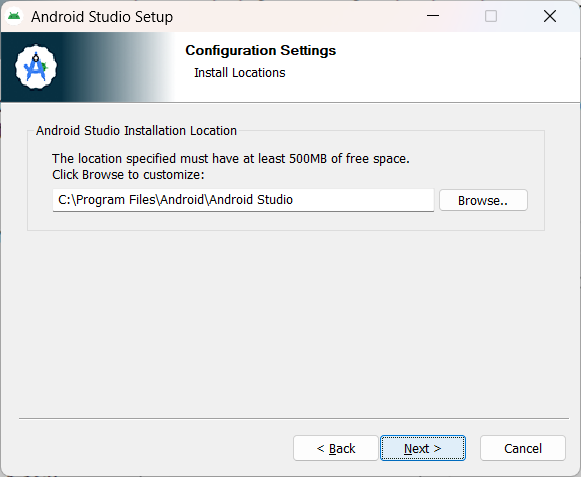 Android Studio Setup
Configuration Settings
Install Locations
Android Studio Installation Location
The location specified must have at least 500MB of free space.
Click Browse to customize:
C:\Program Files\Android\Android Studio
Browse..
< Back
Next >
Cancel